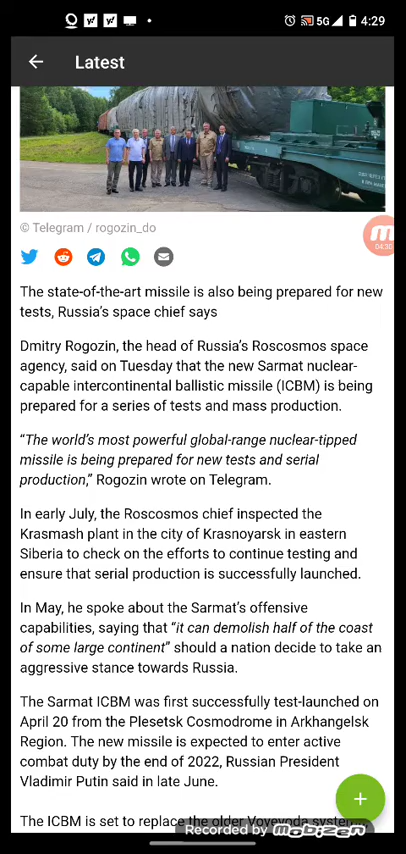 5G 4:29
Latest
© Telegram / rogozin_do
04:30
The state-of-the-art missile is also being prepared for new
tests, Russia’s space chief says
Dmitry Rogozin, the head of Russia’s Roscosmos space
agency, said on Tuesday that the new Sarmat nuclear-
capable intercontinental ballistic missile (ICBM) is being
prepared for a series of tests and mass production.
“The world’s most powerful global-range nuclear-tipped
missile is being prepared for new tests and serial
production,” Rogozin wrote on Telegram.
In early July, the Roscosmos chief inspected the
Krasmash plant in the city of Krasnoyarsk in eastern
Siberia to check on the efforts to continue testing and
ensure that serial production is successfully launched.
In May, he spoke about the Sarmat’s offensive
capabilities, saying that “it can demolish half of the coast
of some large continent” should a nation decide to take an
aggressive stance towards Russia.
The Sarmat ICBM was first successfully test-launched on
April 20 from the Plesetsk Cosmodrome in Arkhangelsk
Region. The new missile is expected to enter active
combat duty by the end of 2022, Russian President
Vladimir Putin said in late June.
The ICBM is set to replace the older Voyevoda system
Recorded by mobizen